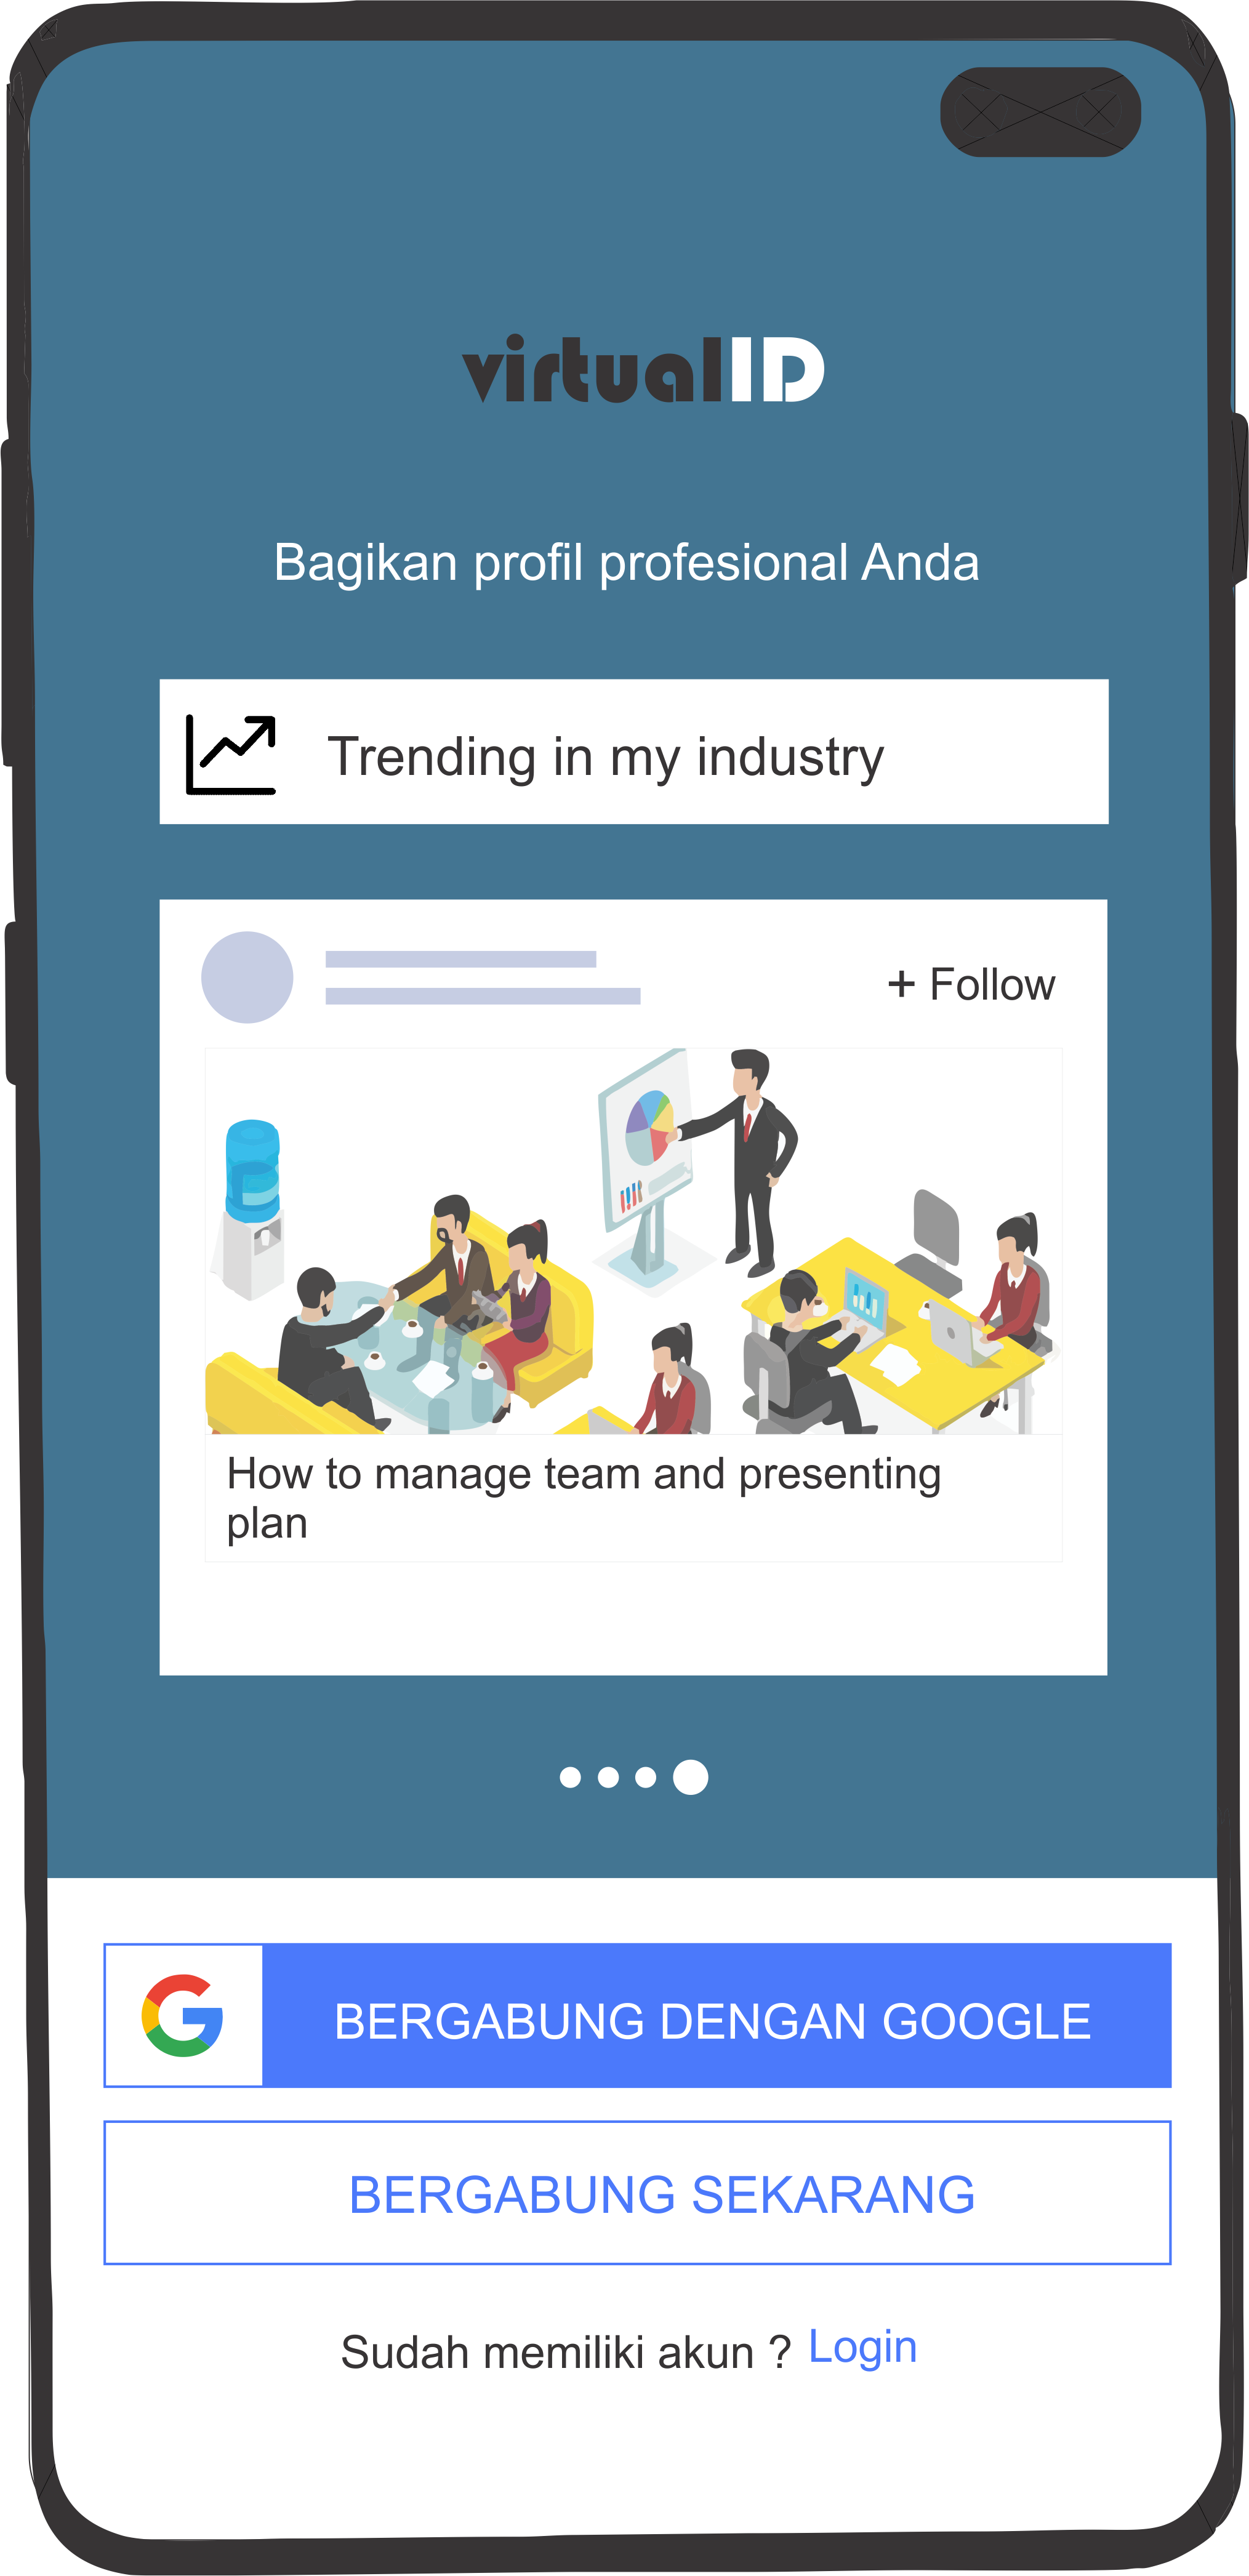 virtualID
Bagikan profil profesional Anda
Trending in my industry
+ Follow
How to manage team and presenting
plan
BERGABUNG DENGAN GOOGLE
BERGABUNG SEKARANG
Sudah memiliki akun ? Login